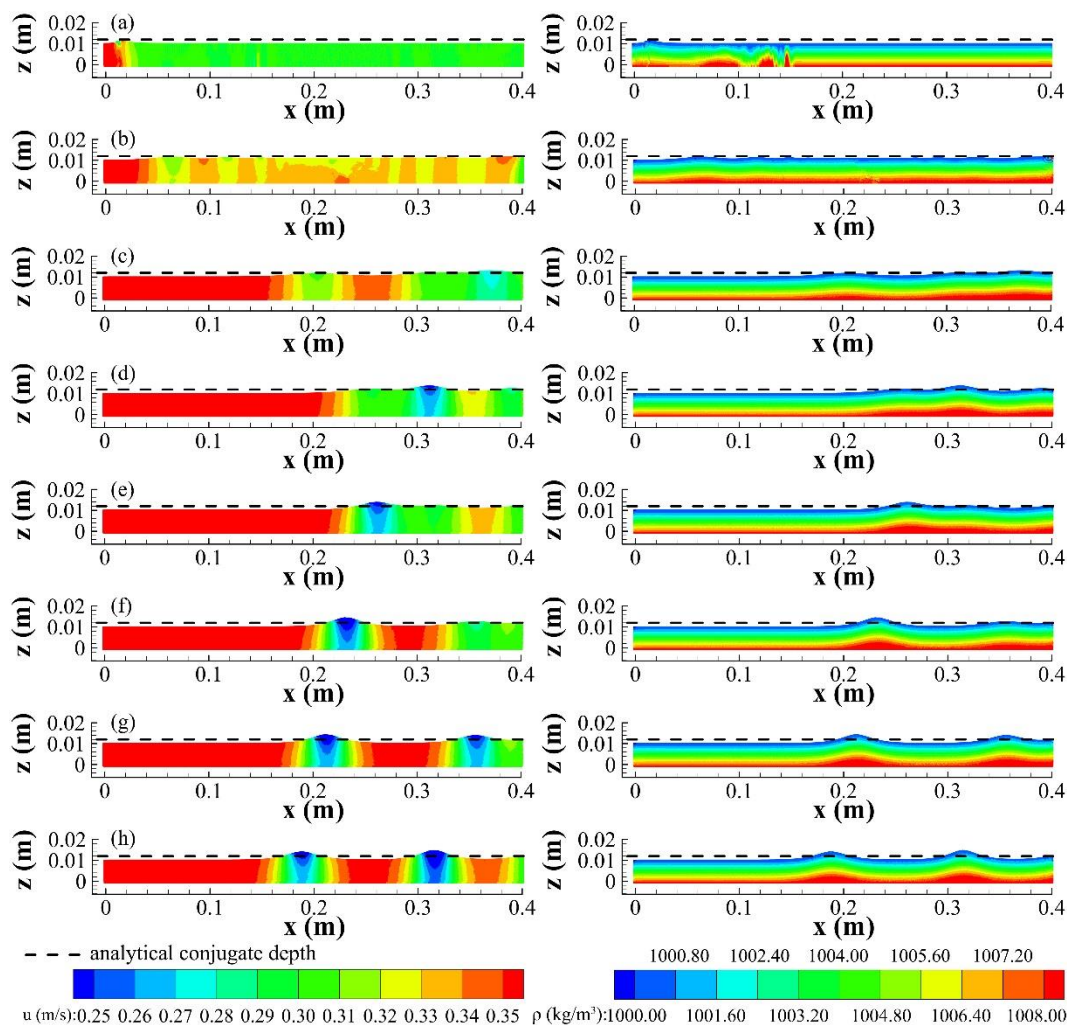 (a)
z (m)
0.02
0.01
0
0 0.1 0.2 0.3 0.4
x (m)
z (m)
0.02
0.01
0
0 0.1 0.2 0.3 0.4
x (m)
(b)
z (m)
0.02
0.01
0
0 0.1 0.2 0.3 0.4
x (m)
z (m)
0.02
0.01
0
0 0.1 0.2 0.3 0.4
x (m)
(c)
z (m)
0.02
0.01
0
0 0.1 0.2 0.3 0.4
x (m)
z (m)
0.02
0.01
0
0 0.1 0.2 0.3 0.4
x (m)
(d)
z (m)
0.02
0.01
0
0 0.1 0.2 0.3 0.4
x (m)
z (m)
0.02
0.01
0
0 0.1 0.2 0.3 0.4
x (m)
(e)
z (m)
0.02
0.01
0
0 0.1 0.2 0.3 0.4
x (m)
z (m)
0.02
0.01
0
0 0.1 0.2 0.3 0.4
x (m)
(f)
z (m)
0.02
0.01
0
0 0.1 0.2 0.3 0.4
x (m)
z (m)
0.02
0.01
0
0 0.1 0.2 0.3 0.4
x (m)
(g)
z (m)
0.02
0.01
0
0 0.1 0.2 0.3 0.4
x (m)
z (m)
0.02
0.01
0
0 0.1 0.2 0.3 0.4
x (m)
(h)
z (m)
0.02
0.01
0
0 0.1 0.2 0.3 0.4
x (m)
z (m)
0.02
0.01
0
0 0.1 0.2 0.3 0.4
x (m)
analytical conjugate depth
u (m/s): 0.25 0.26 0.27 0.28 0.29 0.30 0.31 0.32 0.33 0.34 0.35
1000.80 1002.40 1004.00 1005.60 1007.20
ρ (kg/m³): 1000.00 1001.60 1003.20 1004.80 1006.40 1008.00